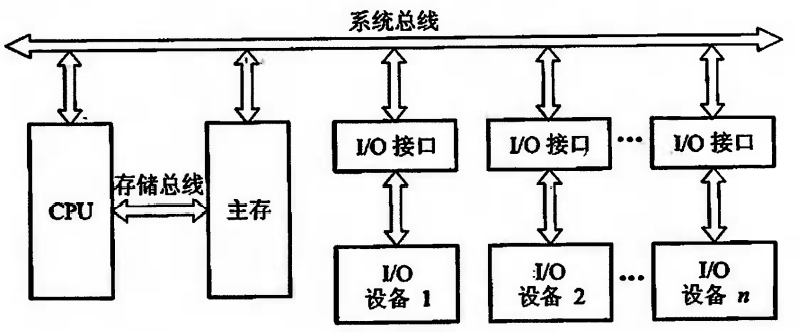 系统总线
I/O 接口
I/O 接口
...
I/O 接口
存储总线
CPU
主存
I/O
设备 1
I/O
设备 2
...
I/O
设备 n